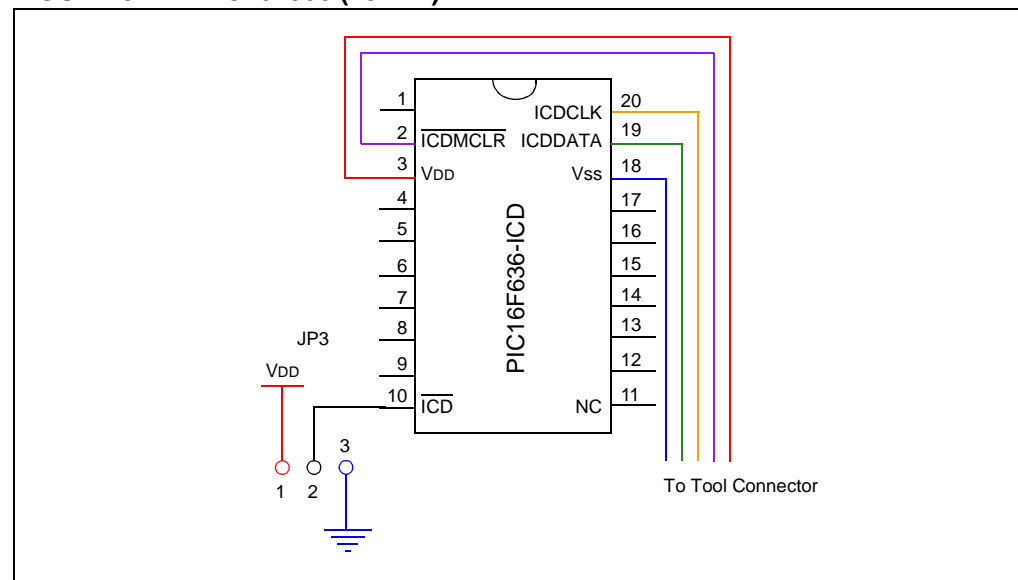 1
20
ICDCLK
2
ICDMCLR
ICDDATA
19
3
VDD
Vss
18
4
17
5
16
6
15
7
14
8
13
9
12
10
ICD
NC
11
PIC16F636-ICD
JP3
VDD
1
2
3
To Tool Connector